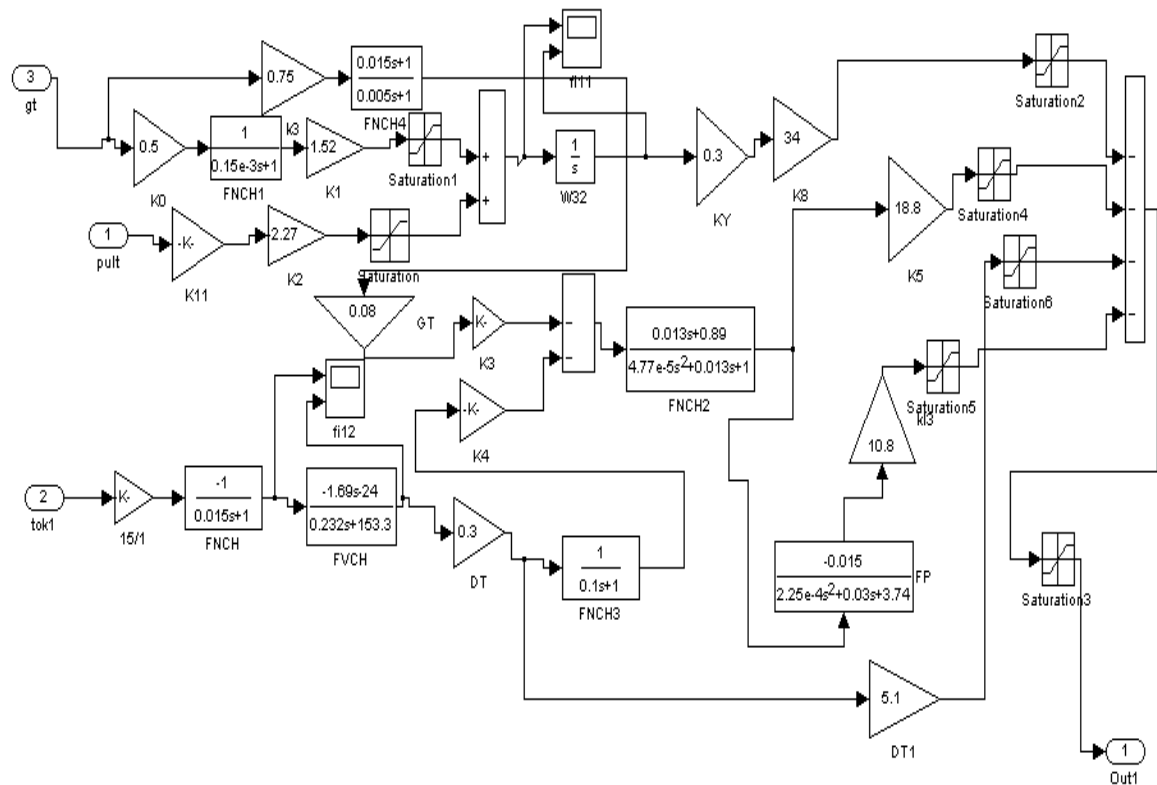 3
gt
0.75
0.015s+1
0.005s+1
FNCH4
k3
0.5
K0
1
0.15e-3s+1
FNCH1
1.52
K1
Saturation1
+
+
fi11
1
s
W32
0.3
KY
34
K8
Saturation2
1
pult
-K-
K11
2.27
K2
Saturation
18.8
K5
Saturation4
Saturation6
−
−
−
−
0.08
GT
K-
K3
−
−
0.013s+0.89
4.77e-5s2+0.013s+1
FNCH2
fi12
-K-
K4
10.8
kl3
Saturation5
2
tok1
K-
15/1
-1
0.015s+1
FNCH
-1.69s-24
0.232s+153.3
FVCH
0.3
DT
1
0.1s+1
FNCH3
-0.015
2.25e-4s2+0.03s+3.74
FP
Saturation3
5.1
DT1
1
Out1